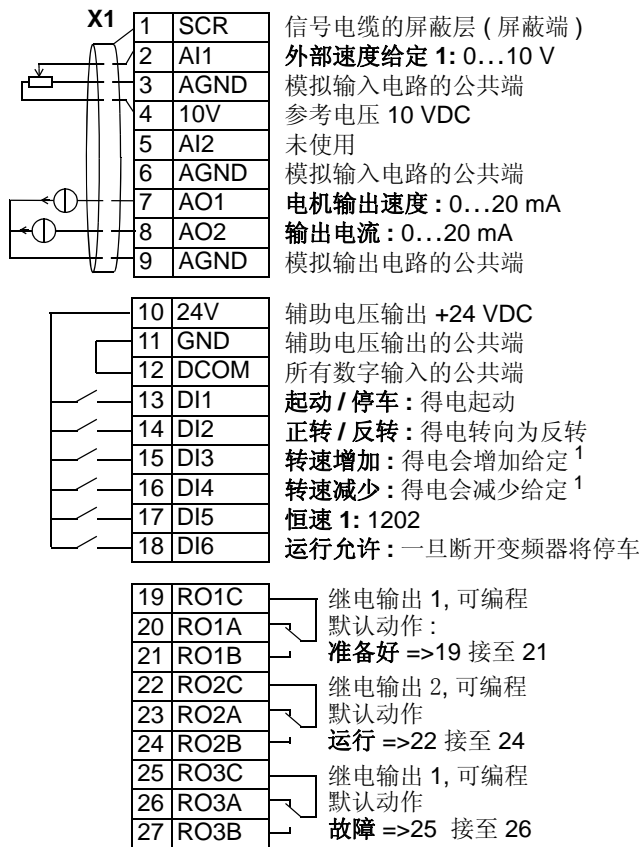 X1
1 SCR 信号电缆的屏蔽层 ( 屏蔽端 )
2 AI1 外部速度给定 1: 0…10 V
3 AGND 模拟输入电路的公共端
4 10V 参考电压 10 VDC
5 AI2 未使用
6 AGND 模拟输入电路的公共端
7 AO1 电机输出速度 : 0…20 mA
8 AO2 输出电流 : 0…20 mA
9 AGND 模拟输出电路的公共端
10 24V 辅助电压输出 +24 VDC
11 GND 辅助电压输出的公共端
12 DCOM 所有数字输入的公共端
13 DI1 起动 / 停车 : 得电起动
14 DI2 正转 / 反转 : 得电转向为反转
15 DI3 转速增加 : 得电会增加给定 1
16 DI4 转速减少 : 得电会减少给定 1
17 DI5 恒速 1: 1202
18 DI6 运行允许 : 一旦断开变频器将停车
19 RO1C 继电输出 1, 可编程
20 RO1A 默认动作 :
21 RO1B 准备好 =>19 接至 21
22 RO2C 继电输出 2, 可编程
23 RO2A 默认动作
24 RO2B 运行 =>22 接至 24
25 RO3C 继电输出 1, 可编程
26 RO3A 默认动作
27 RO3B 故障 =>25 接至 26